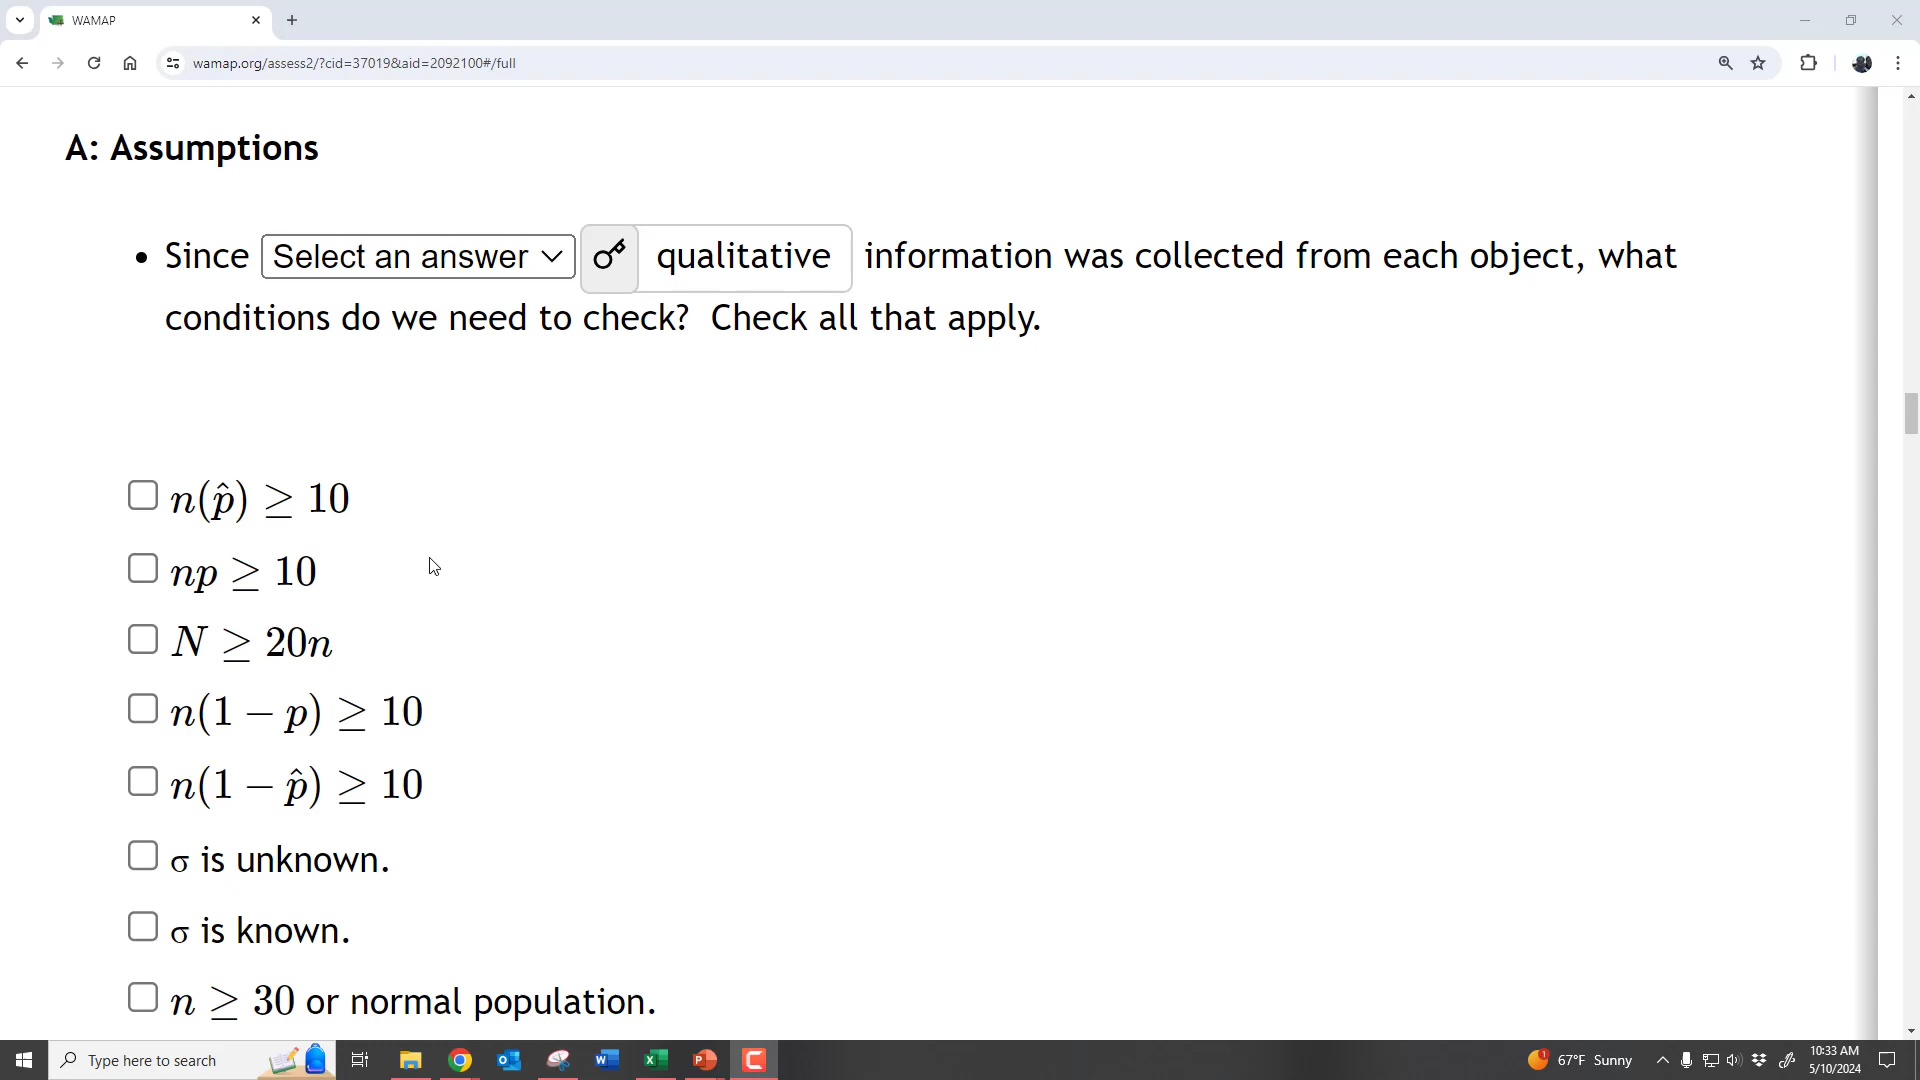 WAMAP
wamap.org/assess2/?cid=37019&aid=2092100#/full
A: Assumptions
• Since Select an answer qualitative information was collected from each object, what
conditions do we need to check? Check all that apply.
n(p̂) ≥ 10
np ≥ 10
N ≥ 20n
n(1 − p) ≥ 10
n(1 − p̂) ≥ 10
σ is unknown.
σ is known.
n ≥ 30 or normal population.
Type here to search
1
67°F Sunny
10:33 AM
5/10/2024